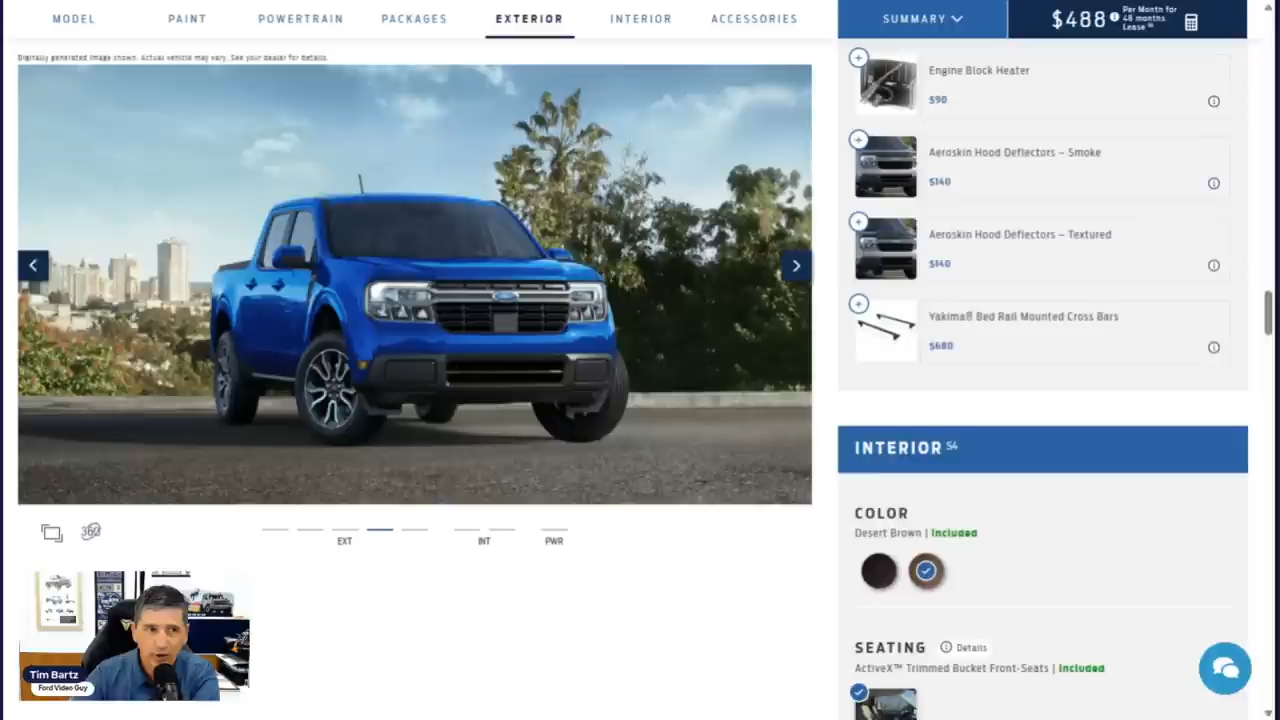 MODEL
PAINT
POWERTRAIN
PACKAGES
EXTERIOR
INTERIOR
ACCESSORIES
SUMMARY
$488
Per Month for
48 months
Lease
Digitally generated image shown. Actual vehicle may vary. See your dealer for details.
Engine Block Heater
$90
Aeroskin Hood Deflectors – Smoke
$140
Aeroskin Hood Deflectors – Textured
$140
Yakima® Bed Rail Mounted Cross Bars
$680
INTERIOR 54
COLOR
Desert Brown | Included
SEATING Details
ActiveX™ Trimmed Bucket Front-Seats | Included
360
EXT
INT
PWR
Tim Bartz
Ford Video Guy